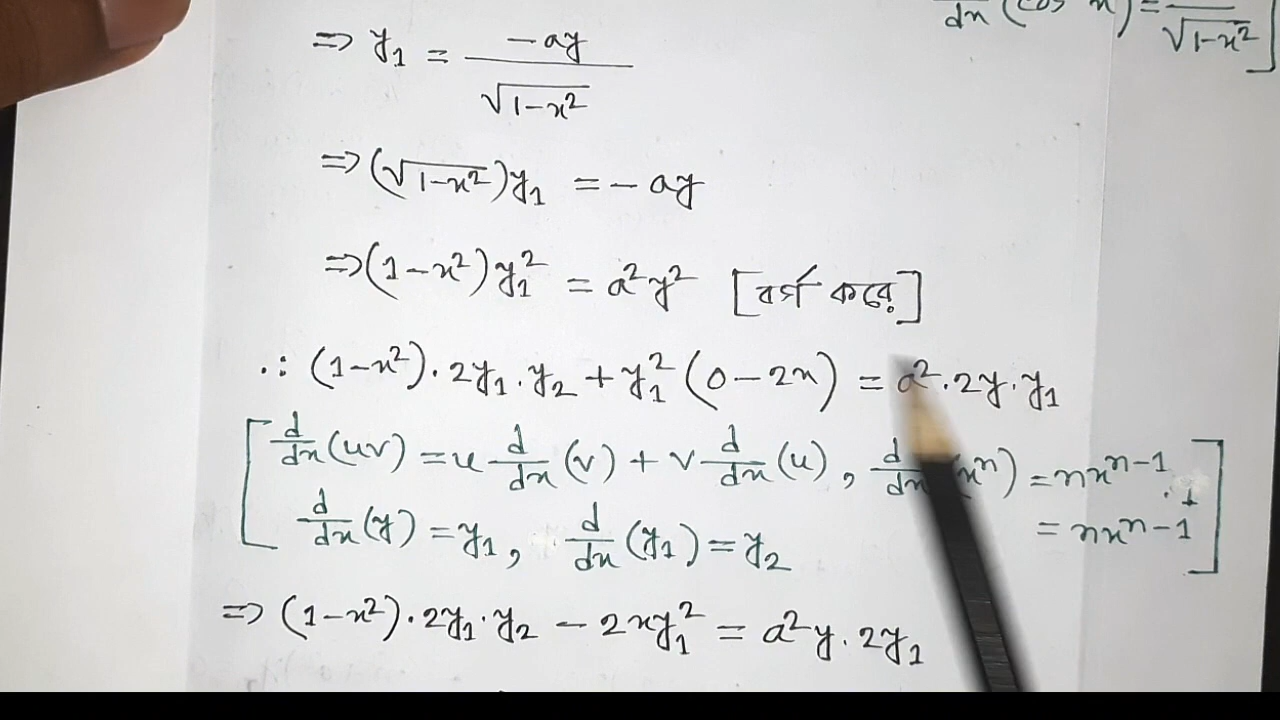 d/dx (cos x) = /√1-x²]
⇒ y₁ = -ay/√1-x²
⇒ (√1-x²)y₁ = -ay
⇒ (1-x²)y₁² = a²y² [বর্গ করে]
∴ (1-x²).2y₁.y₂ + y₁²(0-2x) = a².2y.y₁
[d/dx(uv) = u d/dx(v) + v d/dx(u), d/dx(xⁿ) = nxⁿ⁻¹.1
d/dx(y) = y₁, d/dx(y₁) = y₂ = nxⁿ⁻¹]
⇒ (1-x²).2y₁.y₂ - 2xy₁² = a²y.2y₁